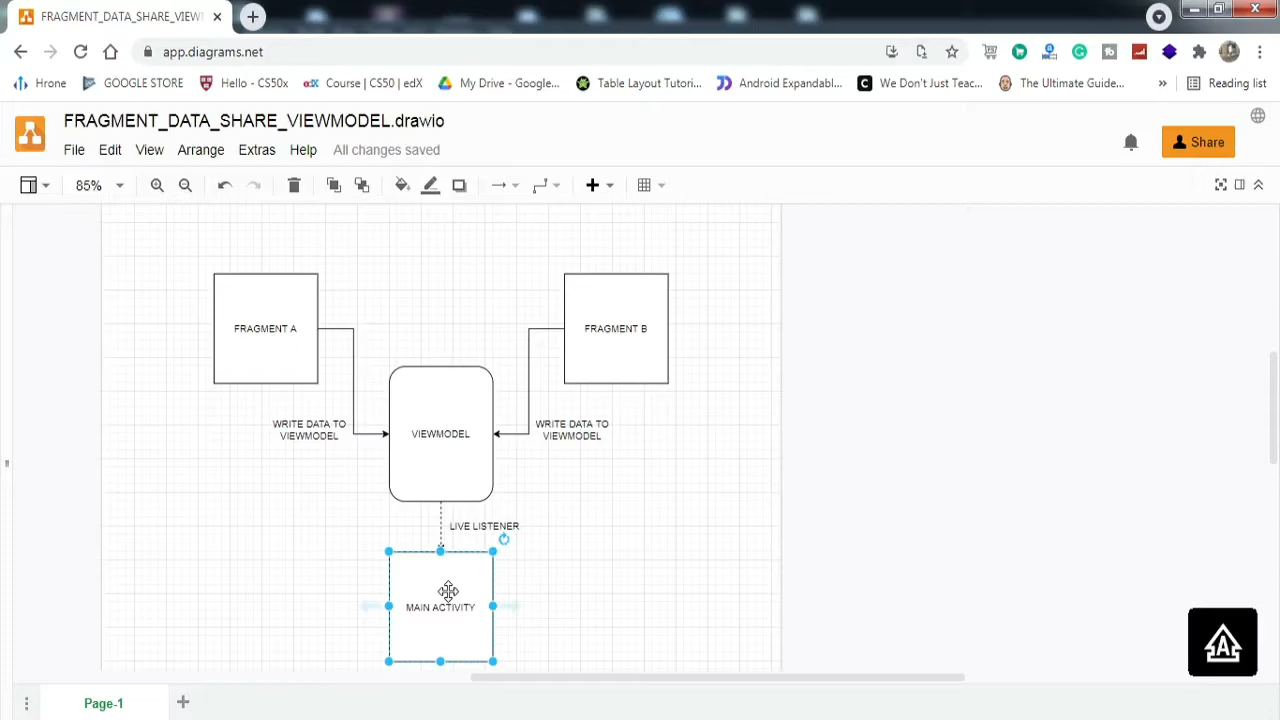 FRAGMENT_DATA_SHARE_VIEW
app.diagrams.net
Hrone
GOOGLE STORE
Hello - CS50x
edX Course | CS50 | edX
My Drive - Google...
Table Layout Tutori...
Android Expandabl...
C We Don't Just Teac...
The Ultimate Guide...
»
Reading list
FRAGMENT_DATA_SHARE_VIEWMODEL.drawio
File Edit View Arrange Extras Help All changes saved
Share
85%
FRAGMENT A
FRAGMENT B
WRITE DATA TO
VIEWMODEL
VIEWMODEL
WRITE DATA TO
VIEWMODEL
LIVE LISTENER
MAIN ACTIVITY
A
Page-1